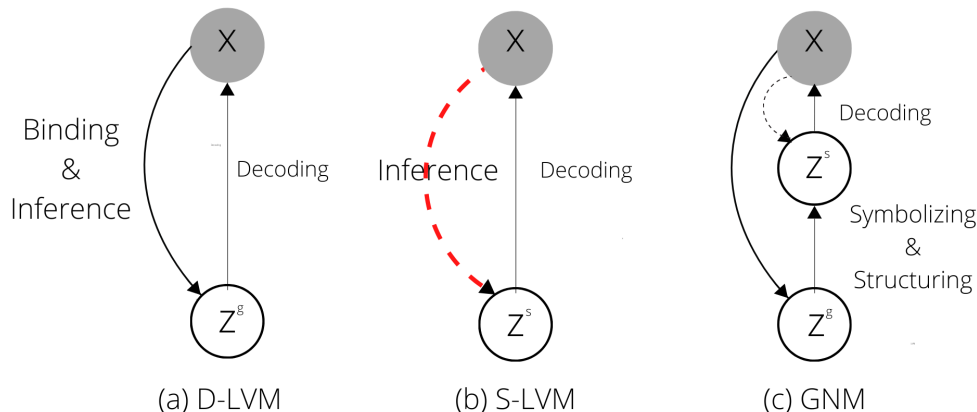 X
Binding
&
Inference
Decoding
Z^g
(a) D-LVM
X
Inference
Decoding
Z^s
(b) S-LVM
X
Decoding
Z^s
Symbolizing
&
Structuring
Z^g
(c) GNM